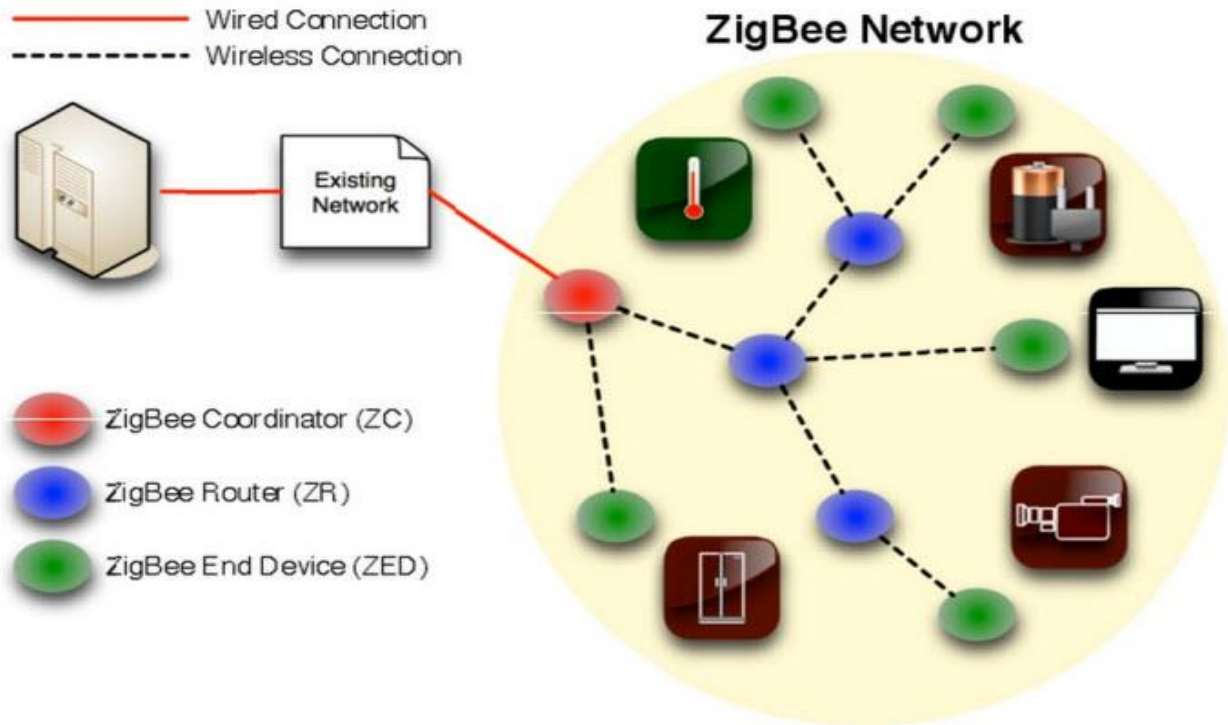 Wired Connection
Wireless Connection
ZigBee Network
Existing
Network
ZigBee Coordinator (ZC)
ZigBee Router (ZR)
ZigBee End Device (ZED)